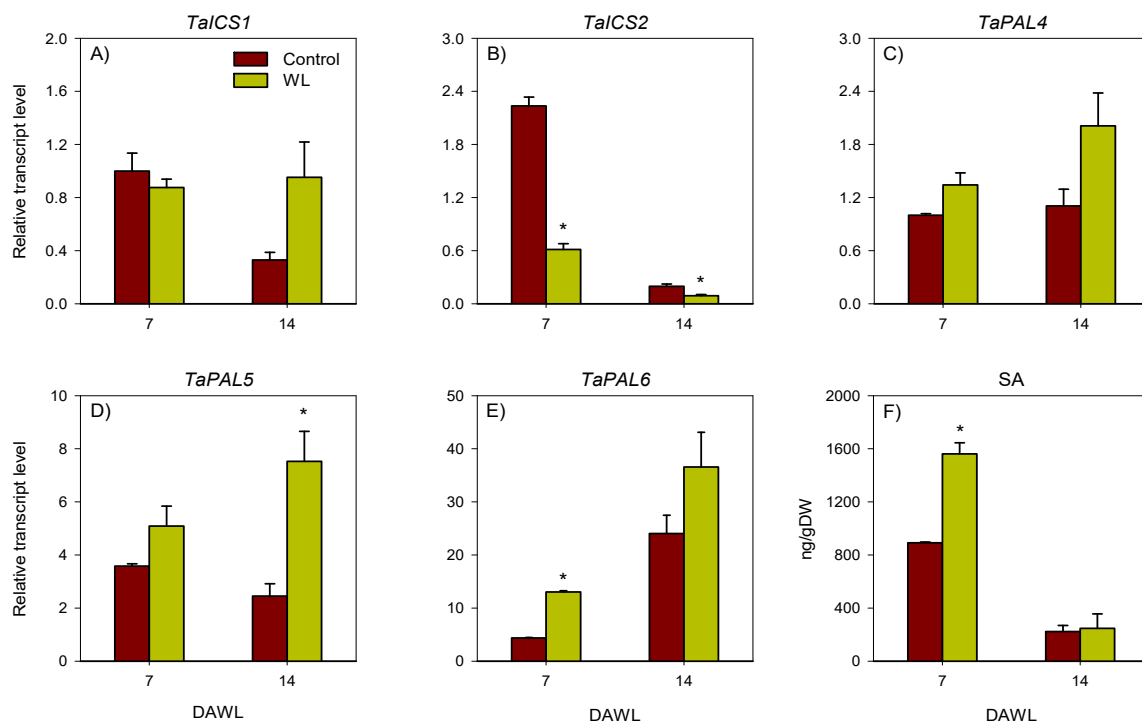 TaICS1
TaICS2
TaPAL4
A)
Control
WL
B)
C)
Relative transcript level
2.0
1.6
1.2
0.8
0.4
0.0
3.0
2.4
1.8
1.2
0.6
0.0
3.0
2.4
1.8
1.2
0.6
0.0
*
*
7
14
7
14
7
14
TaPAL5
TaPAL6
SA
D)
E)
F)
Relative transcript level
10
8
6
4
2
0
*
50
40
30
20
10
0
*
ng/gDW
2000
1600
1200
800
400
0
*
7
14
7
14
7
14
DAWL
DAWL
DAWL